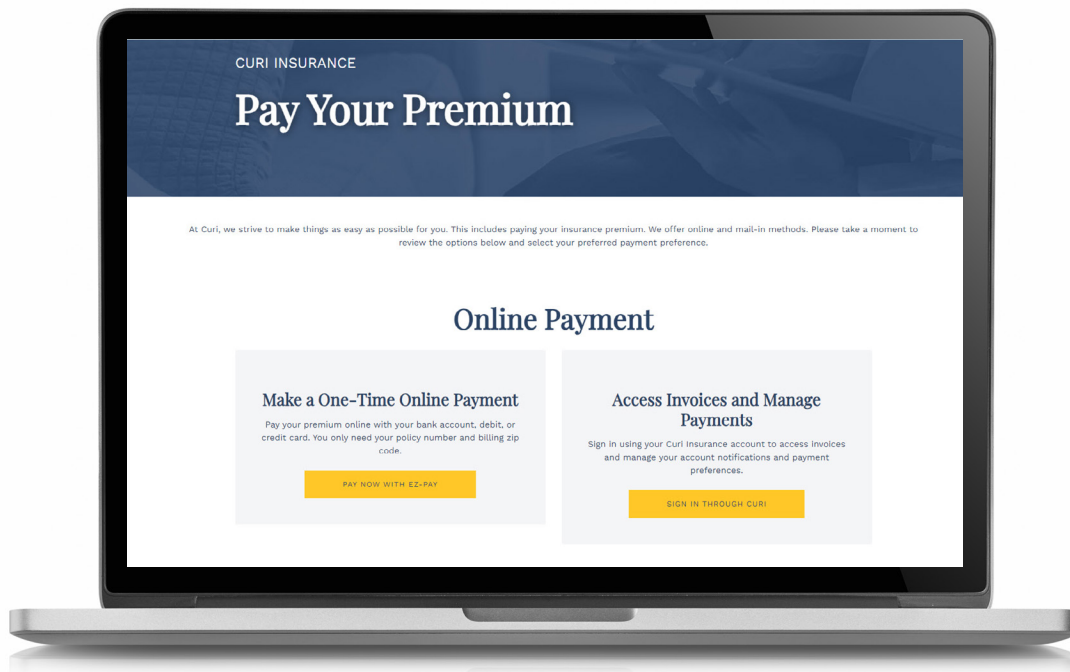 CURI INSURANCE
Pay Your Premium
At Curi, we strive to make things as easy as possible for you. This includes paying your insurance premium. We offer online and mail-in methods. Please take a moment to
review the options below and select your preferred payment preference.
Online Payment
Make a One-Time Online Payment
Pay your premium online with your bank account, debit, or
credit card. You only need your policy number and billing zip
code.
PAY NOW WITH EZ-PAY
Access Invoices and Manage
Payments
Sign in using your Curi Insurance account to access invoices
and manage your account notifications and payment
preferences.
SIGN IN THROUGH CURI